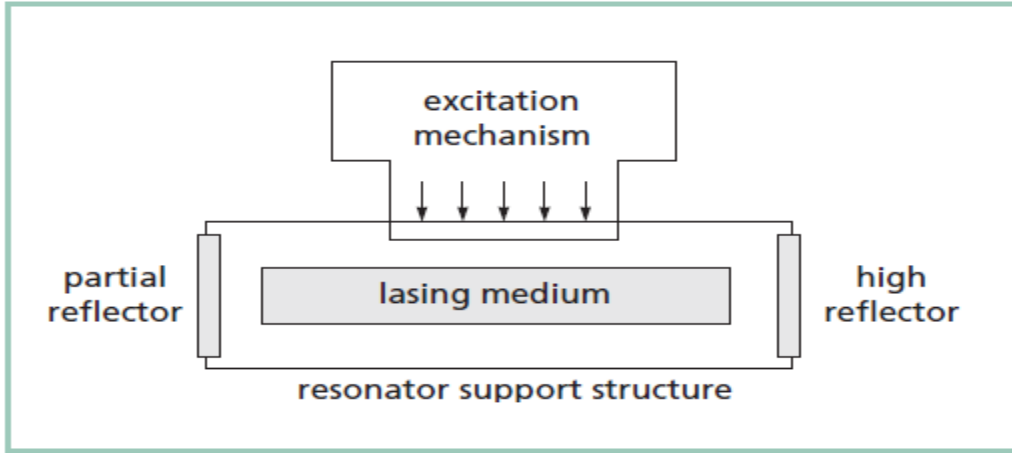 excitation
mechanism
partial
reflector
lasing medium
high
reflector
resonator support structure